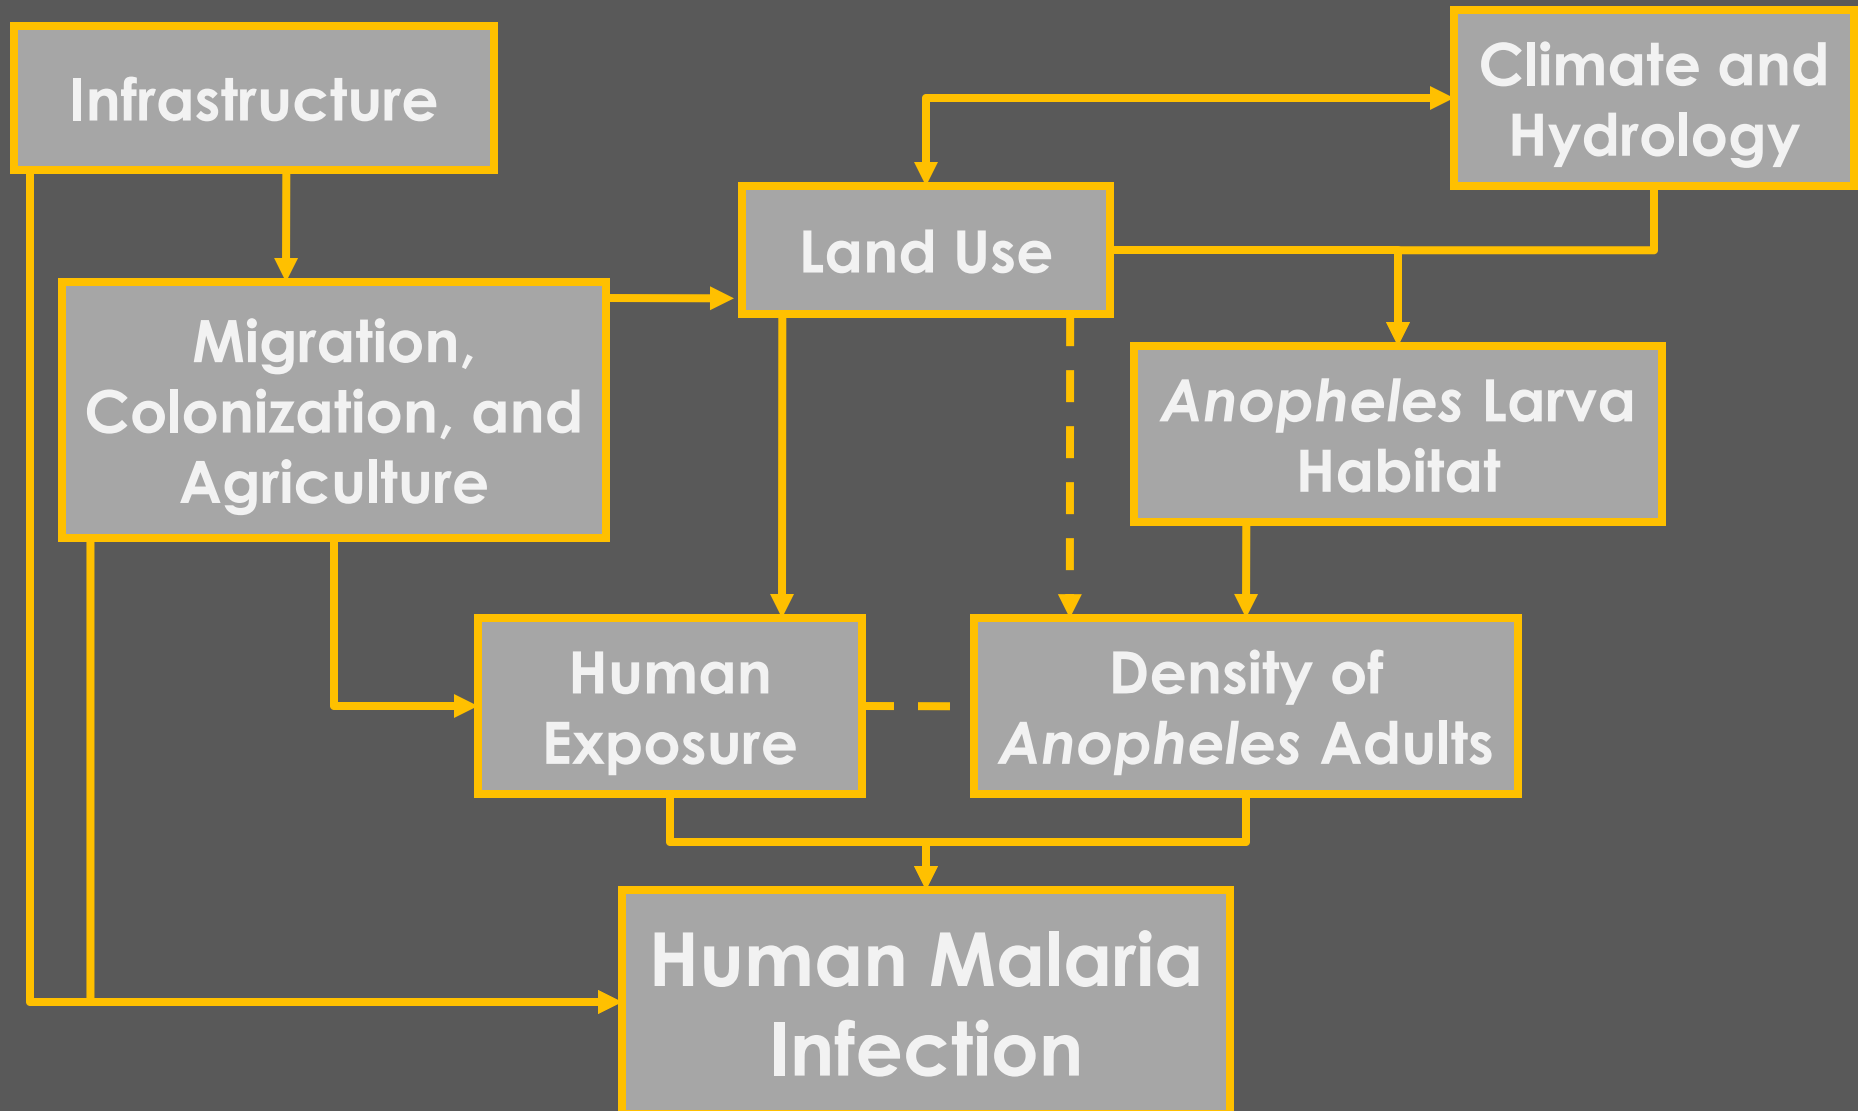 Infrastructure
Climate and
Hydrology
Land Use
Migration,
Colonization, and
Agriculture
Anopheles Larva
Habitat
Human
Exposure
Density of
Anopheles Adults
Human Malaria
Infection